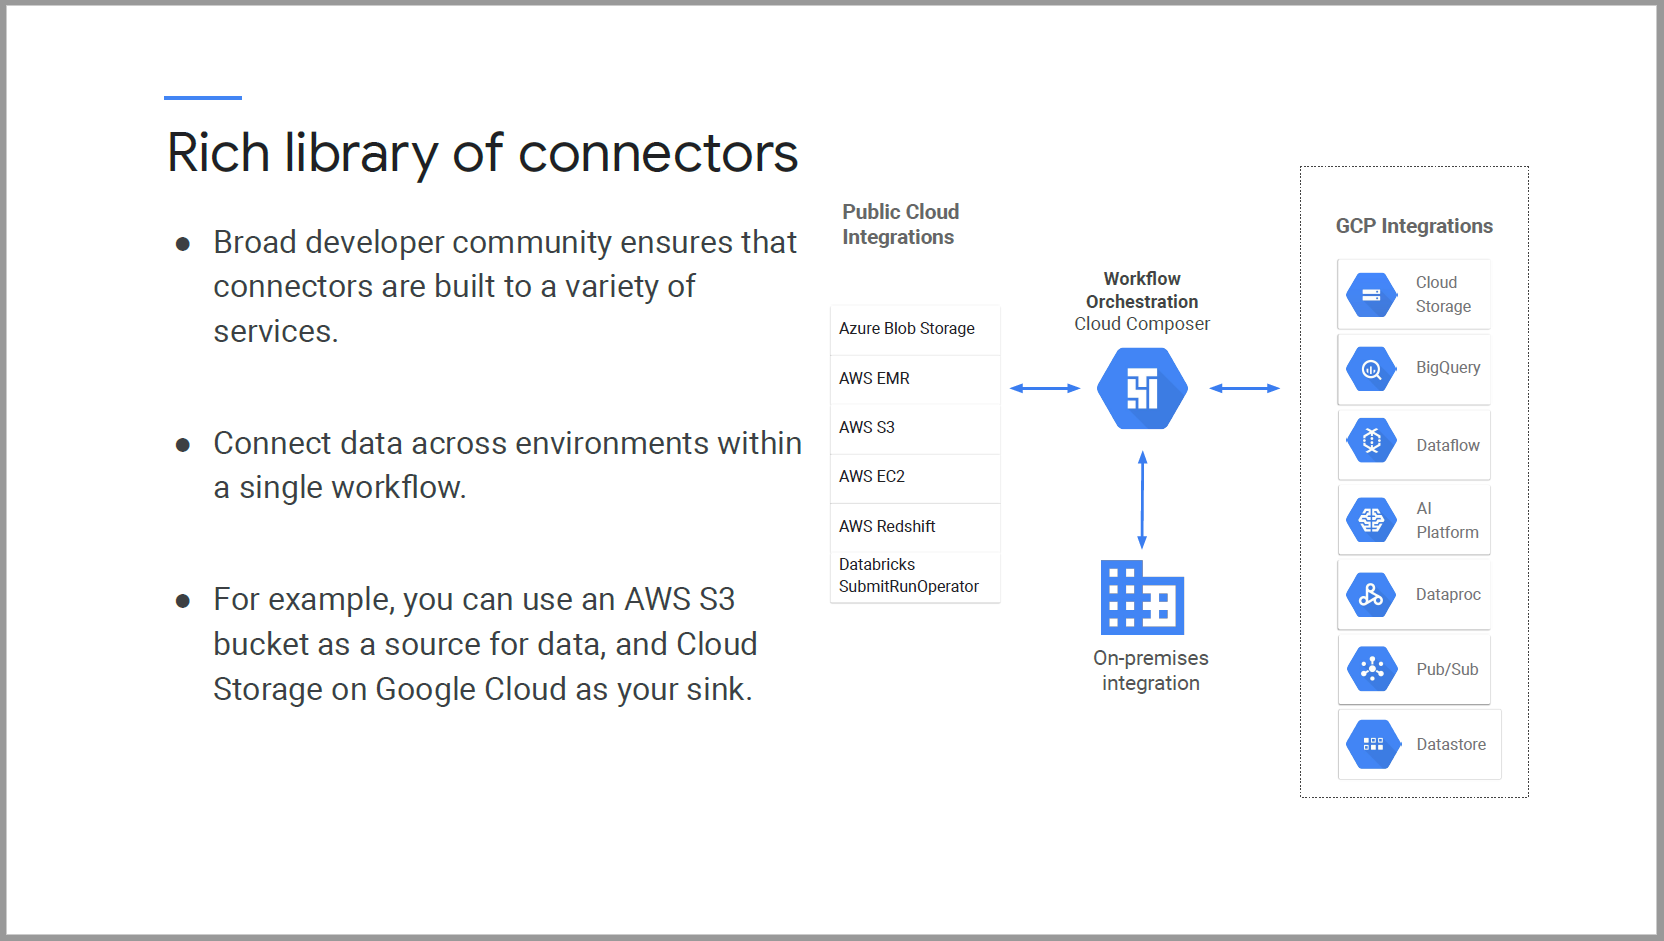 Rich library of connectors
● Broad developer community ensures that
connectors are built to a variety of
services.
● Connect data across environments within
a single workflow.
● For example, you can use an AWS S3
bucket as a source for data, and Cloud
Storage on Google Cloud as your sink.
Public Cloud
Integrations
Azure Blob Storage
AWS EMR
AWS S3
AWS EC2
AWS Redshift
Databricks
SubmitRunOperator
Workflow
Orchestration
Cloud Composer
On-premises
integration
GCP Integrations
Cloud
Storage
BigQuery
Dataflow
AI
Platform
Dataproc
Pub/Sub
Datastore